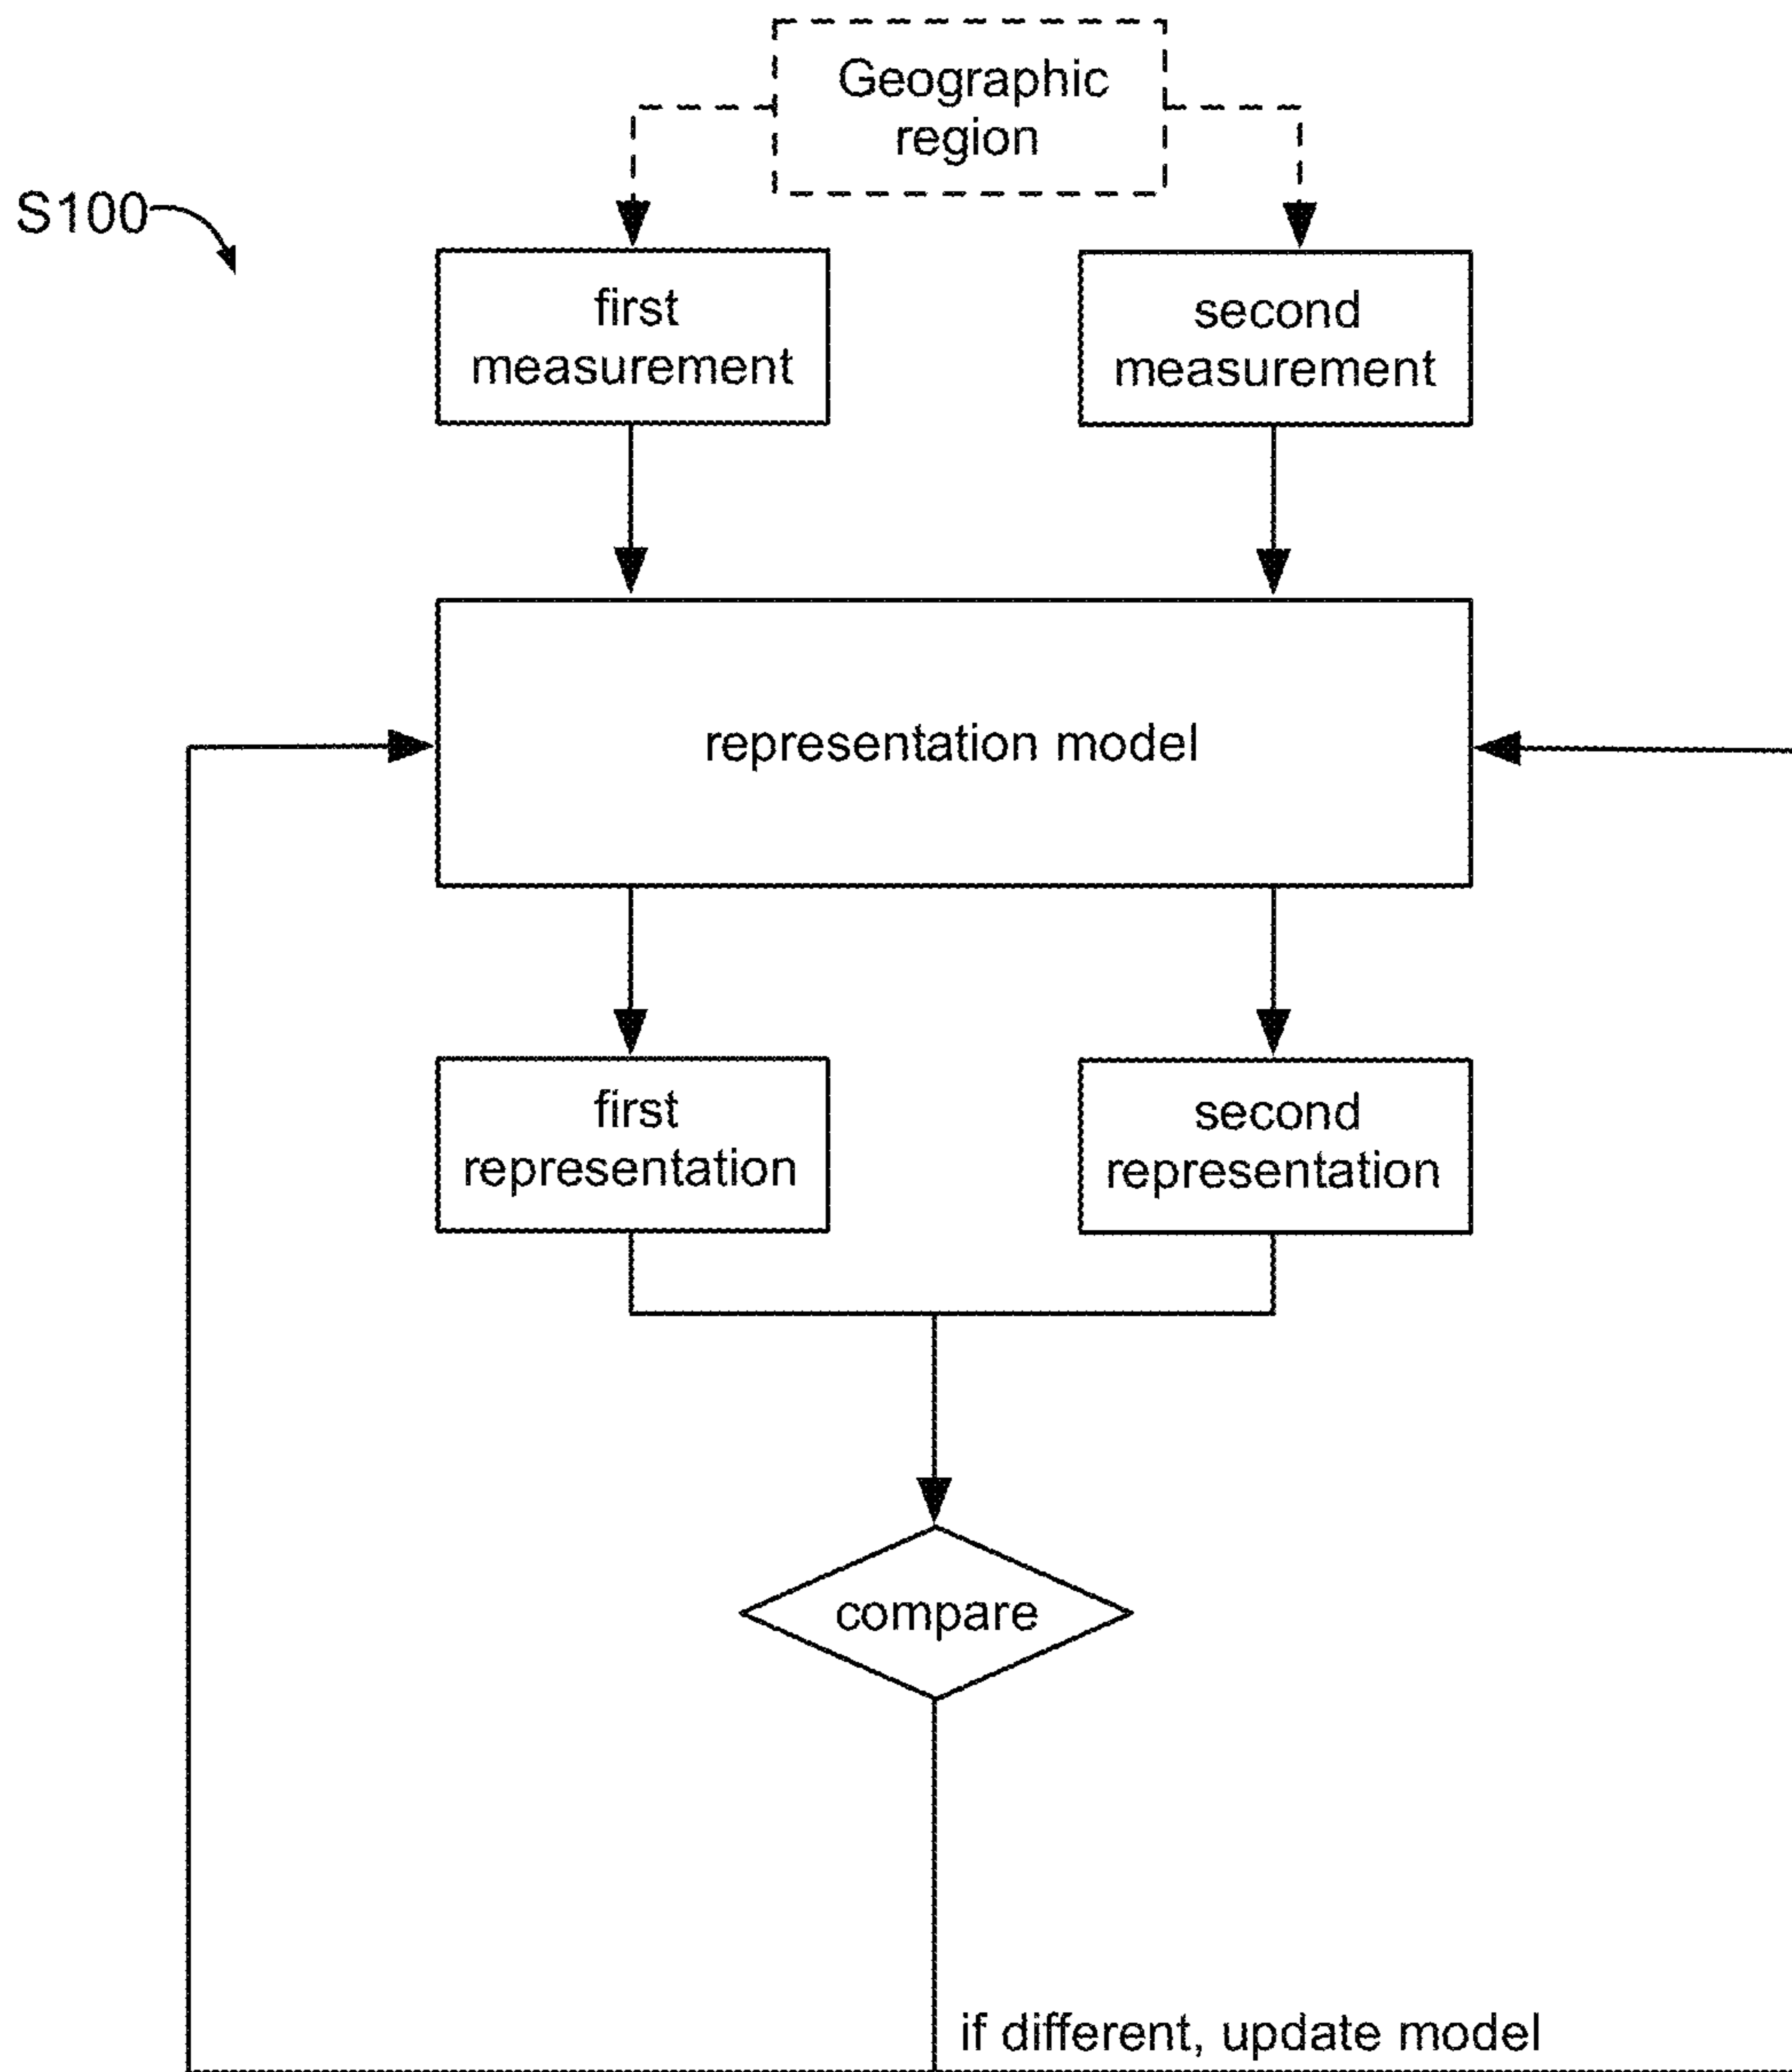 Geographic
region
S100
first
measurement
second
measurement
representation model
first
representation
second
representation
compare
if different, update model